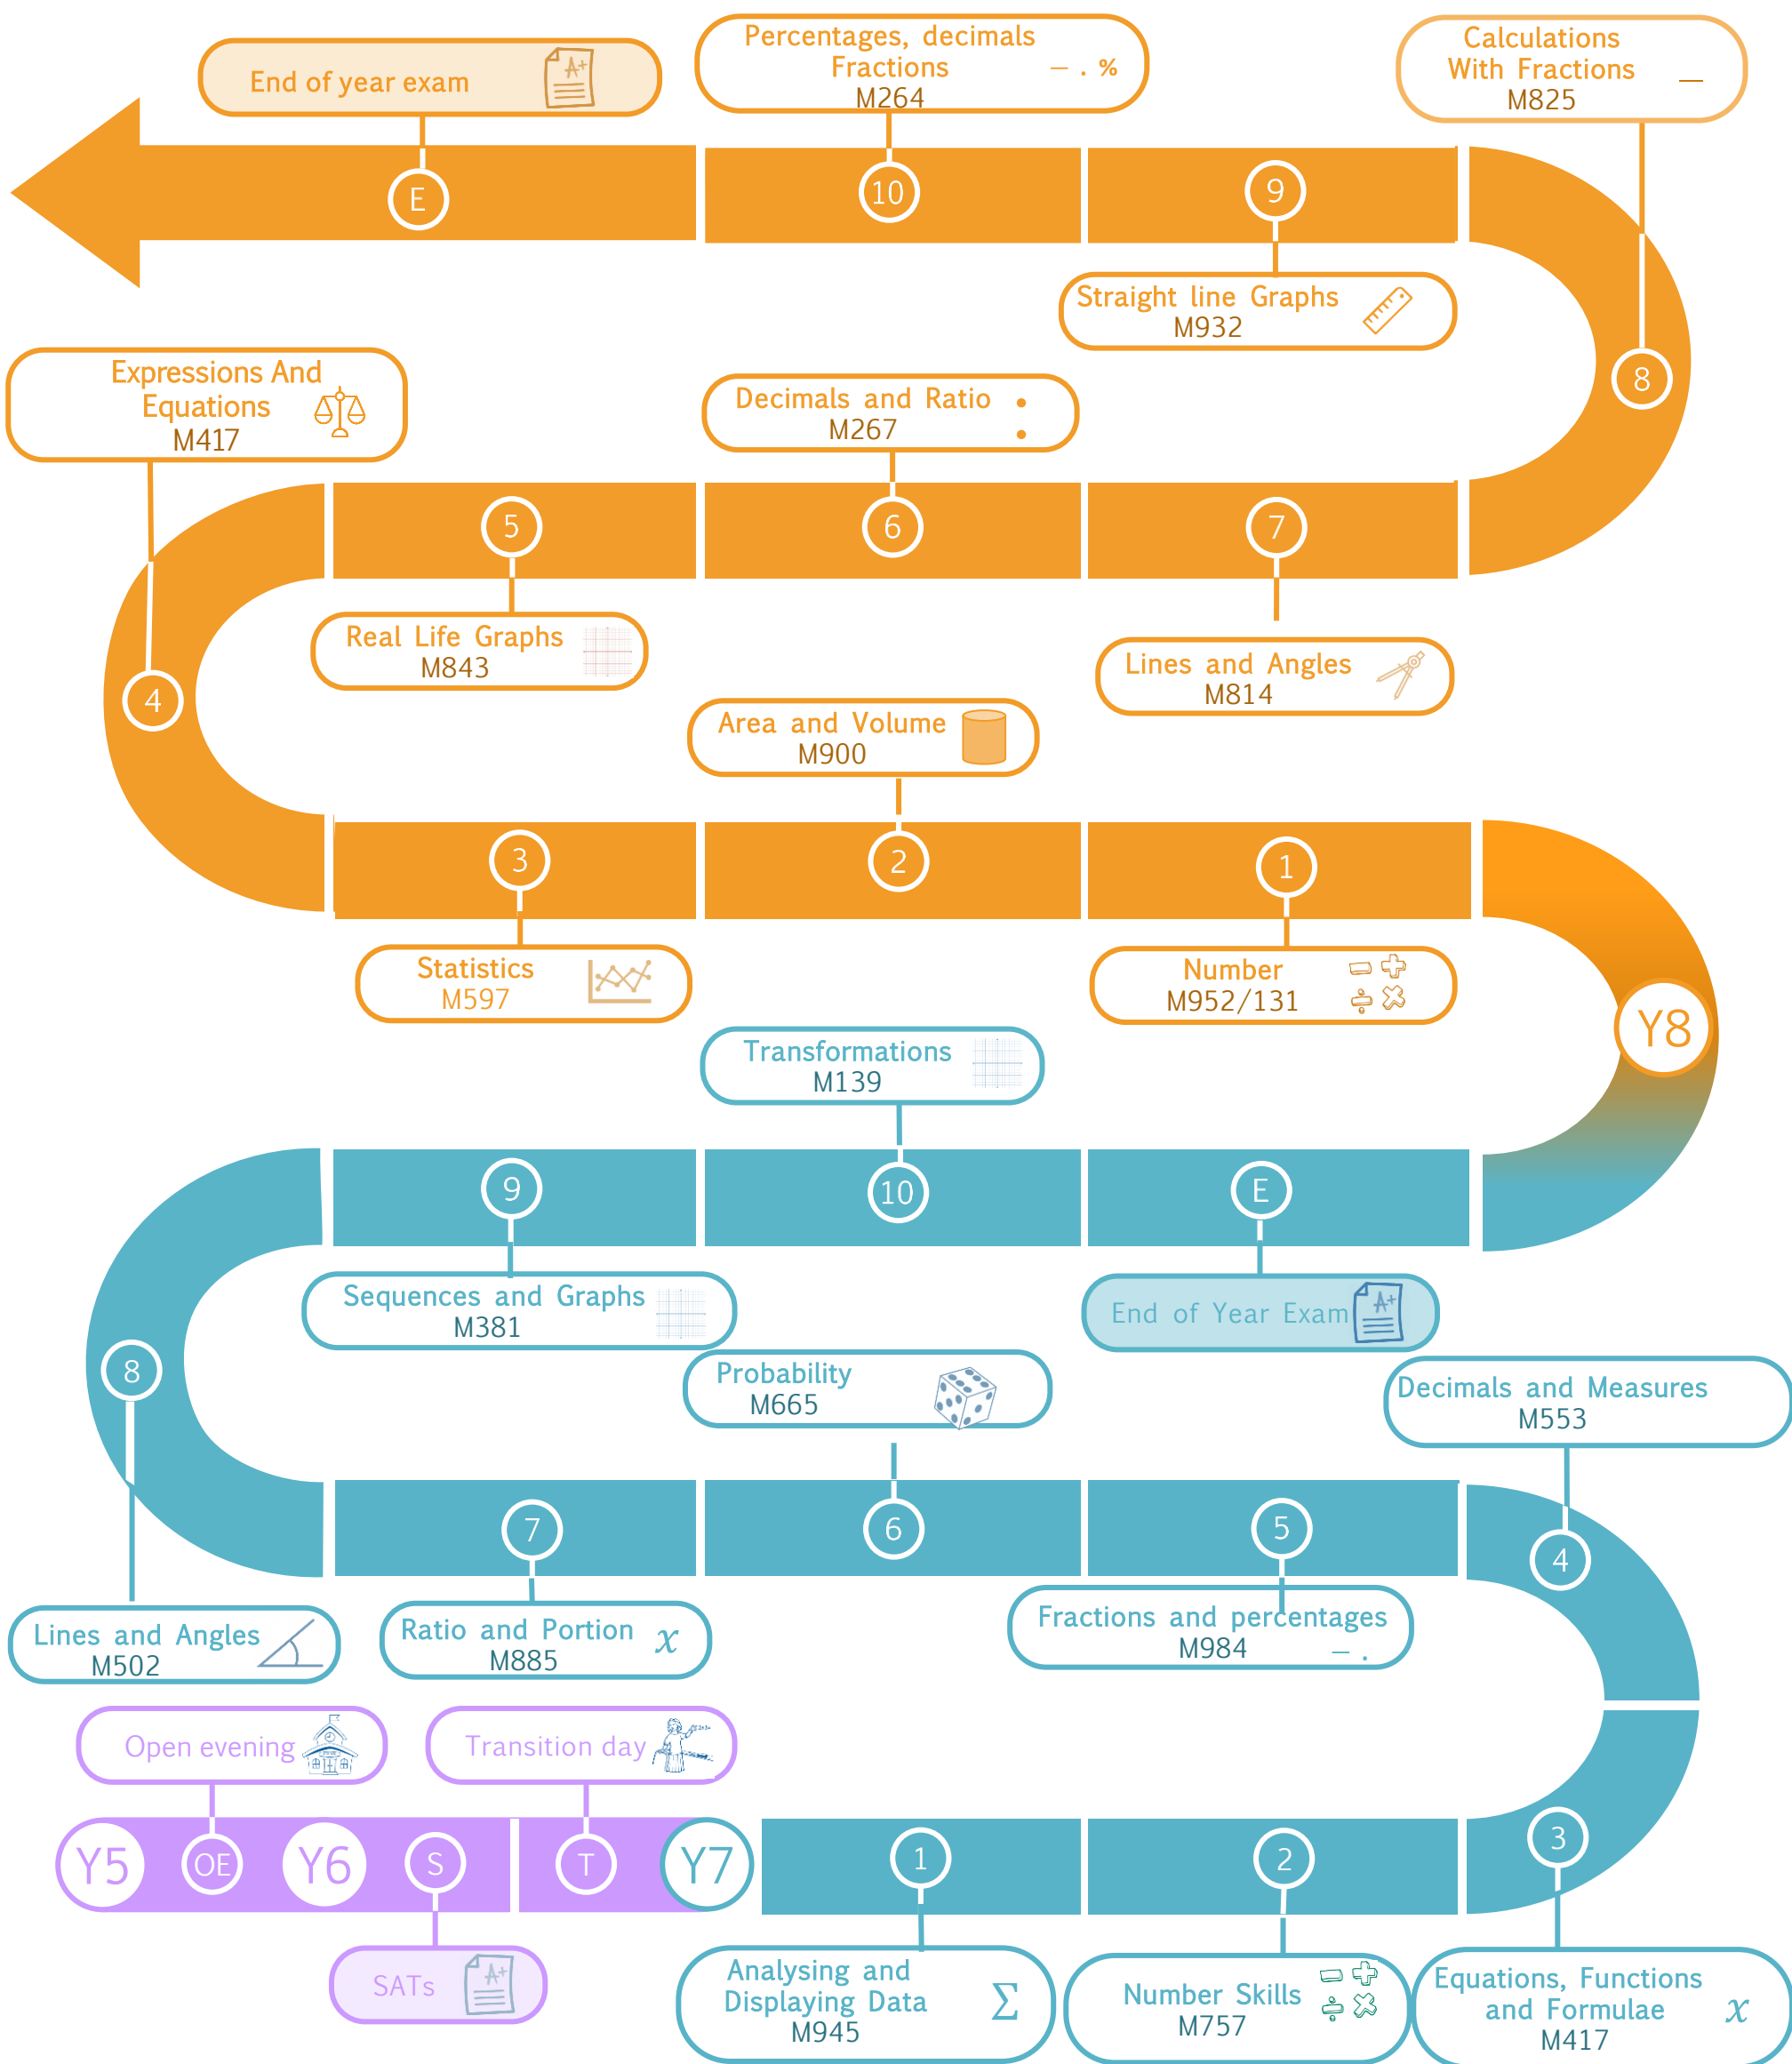 End of year exam
A+
Percentages, decimals
Fractions – . %
M264
Calculations
With Fractions —
M825
E
10
9
Straight line Graphs
M932
8
Expressions And
Equations
M417
Decimals and Ratio :
M267
5
6
7
Real Life Graphs
M843
Lines and Angles
M814
4
Area and Volume
M900
3
2
1
Statistics
M597
Number
M952/131
Y8
Transformations
M139
9
10
E
Sequences and Graphs
M381
End of Year Exam
A+
8
Probability
M665
Decimals and Measures
M553
7
6
5
4
Lines and Angles
M502
Ratio and Portion x
M885
Fractions and percentages
M984 – .
Open evening
Transition day
Y5
OE
Y6
S
T
Y7
1
2
3
SATs
A+
Analysing and
Displaying Data Σ
M945
Number Skills
M757
Equations, Functions
and Formulae x
M417